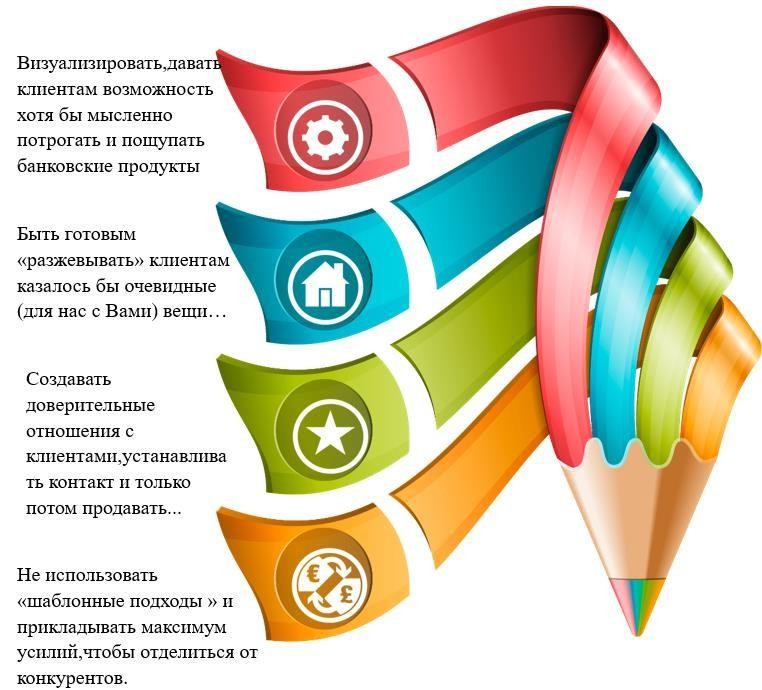 Визуализировать,давать
клиентам возможность
хотя бы мысленно
потрогать и пощупать
банковские продукты
Быть готовым
«разжевывать» клиентам
казалось бы очевидные
(для нас с Вами) вещи…
Создавать
доверительные
отношения с
клиентами,устанавлива
ть контакт и только
потом продавать...
€
£
Не использовать
«шаблонные подходы » и
прикладывать максимум
усилий,чтобы отделиться от
конкурентов.